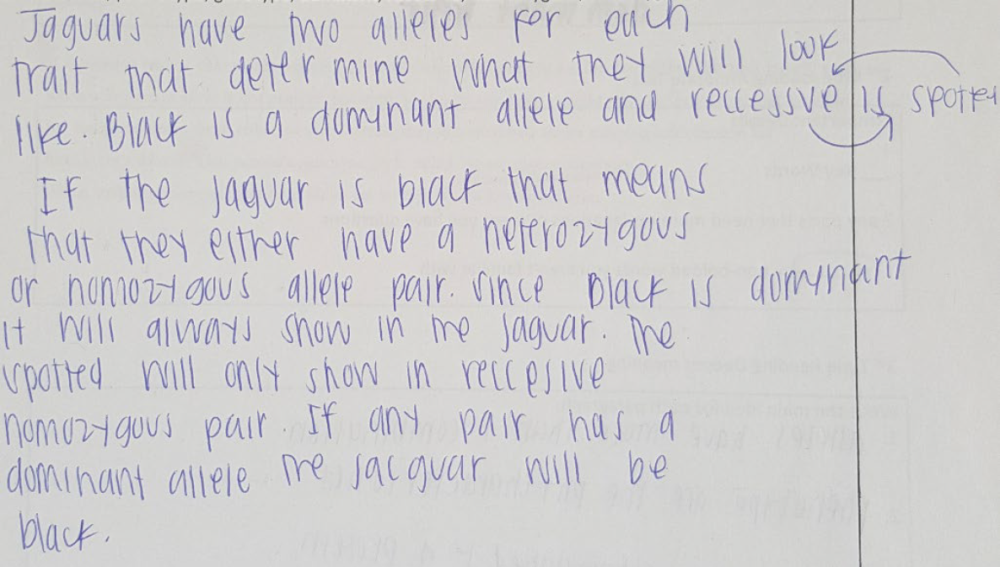 Jaguars have two alleles for each
trait that determine what they will look
like Black is a dominant allele and reccessve is spotted
If the jaguar is black that means
that they either have a heterozygous
or homozygous allele pair. Since Black is dominant
it will always show in the jaguar. The
spotted will only show in reccesive
homozygous pair. If any pair has a
dominant allele the jacguar will be
black.